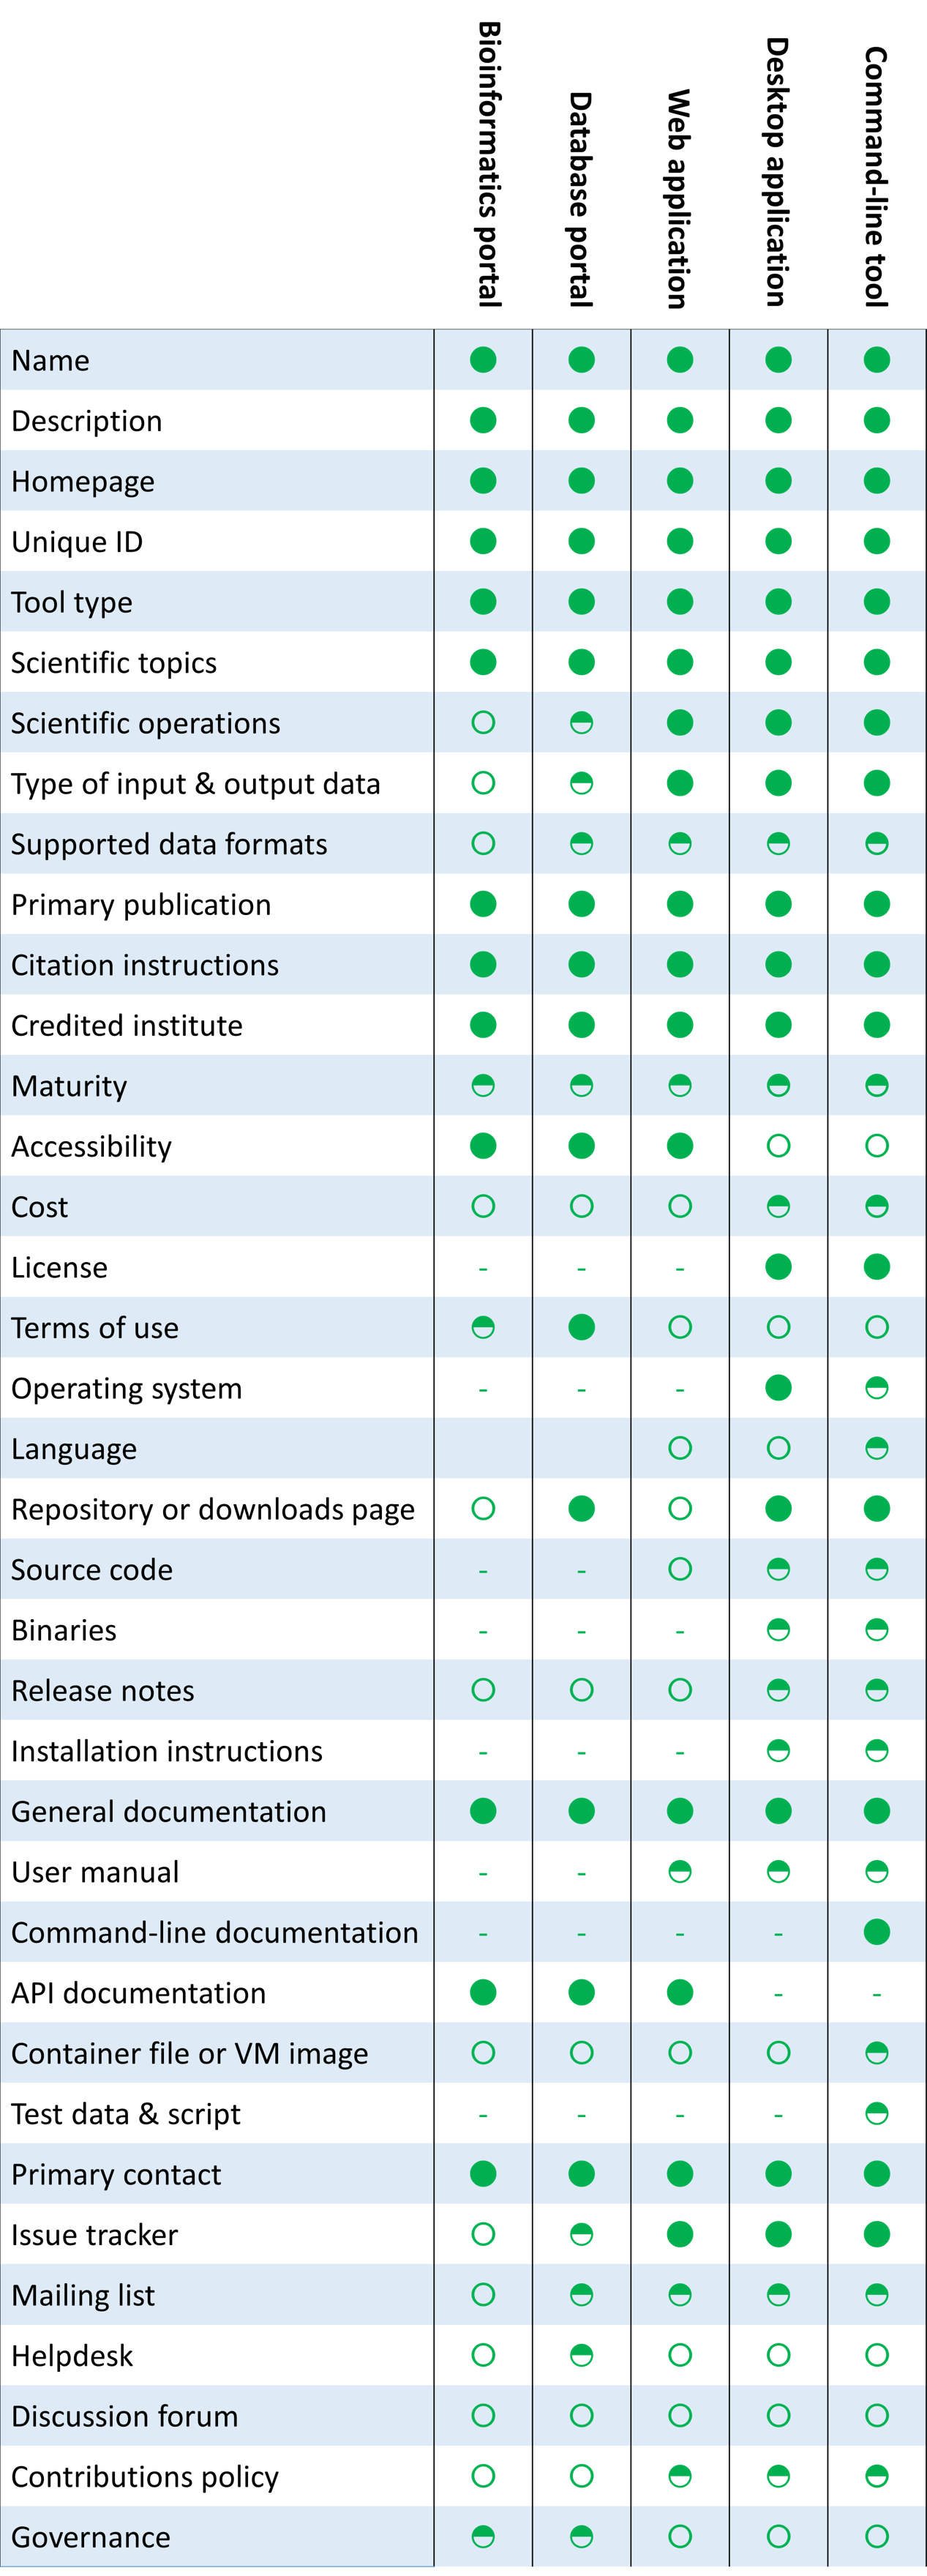 Bioinformatics portal
Database portal
Web application
Desktop application
Command-line tool
Name
Description
Homepage
Unique ID
Tool type
Scientific topics
Scientific operations
Type of input & output data
Supported data formats
Primary publication
Citation instructions
Credited institute
Maturity
Accessibility
Cost
License - - -
Terms of use
Operating system - - -
Language
Repository or downloads page
Source code - -
Binaries - - -
Release notes
Installation instructions - - -
General documentation
User manual - -
Command-line documentation - - - -
API documentation - -
Container file or VM image
Test data & script - - - -
Primary contact
Issue tracker
Mailing list
Helpdesk
Discussion forum
Contributions policy
Governance